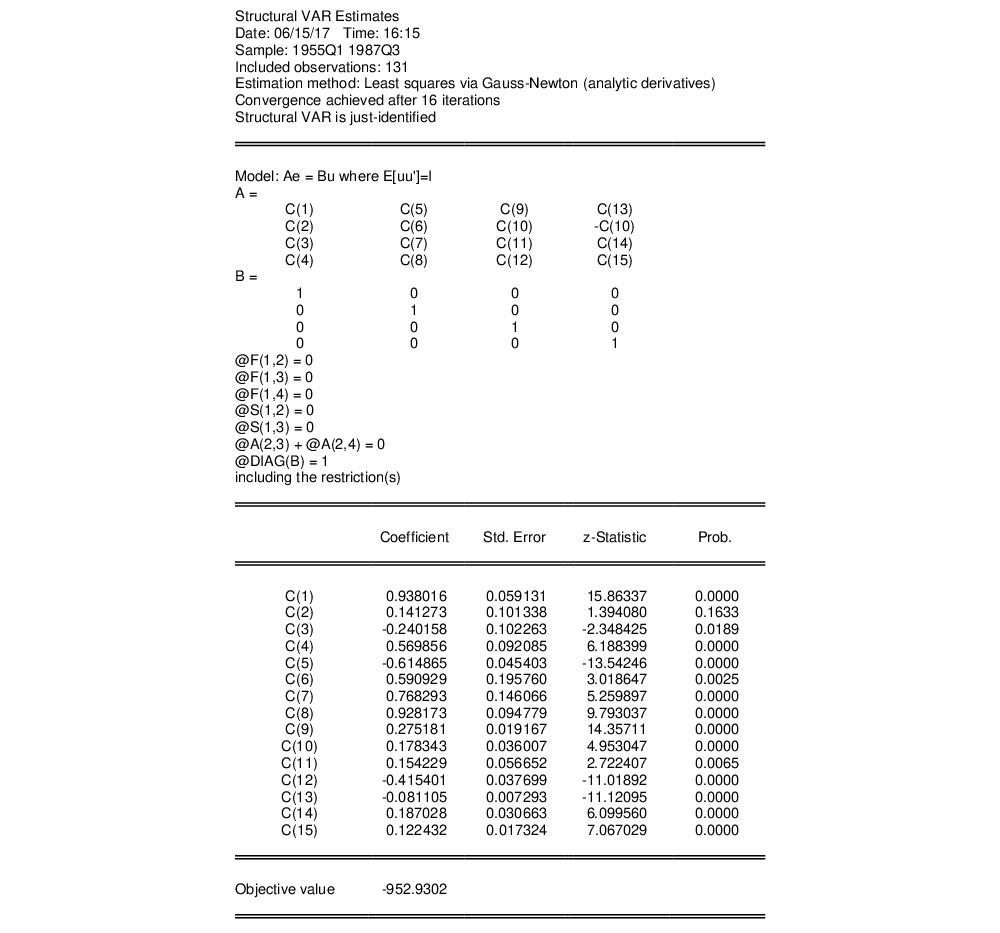 Structural VAR Estimates
Date: 06/15/17 Time: 16:15
Sample: 1955Q1 1987Q3
Included observations: 131
Estimation method: Least squares via Gauss-Newton (analytic derivatives)
Convergence achieved after 16 iterations
Structural VAR is just-identified
Model: Ae = Bu where E[uu']=I
A =
C(1) C(5) C(9) C(13)
C(2) C(6) C(10) -C(10)
C(3) C(7) C(11) C(14)
C(4) C(8) C(12) C(15)
B =
1 0 0 0
0 1 0 0
0 0 1 0
0 0 0 1
@F(1,2) = 0
@F(1,3) = 0
@F(1,4) = 0
@S(1,2) = 0
@S(1,3) = 0
@A(2,3) + @A(2,4) = 0
@DIAG(B) = 1
including the restriction(s)
Coefficient Std. Error z-Statistic Prob.
C(1) 0.938016 0.059131 15.86337 0.0000
C(2) 0.141273 0.101338 1.394080 0.1633
C(3) -0.240158 0.102263 -2.348425 0.0189
C(4) 0.569856 0.092085 6.188399 0.0000
C(5) -0.614865 0.045403 -13.54246 0.0000
C(6) 0.590929 0.195760 3.018647 0.0025
C(7) 0.768293 0.146066 5.259897 0.0000
C(8) 0.928173 0.094779 9.793037 0.0000
C(9) 0.275181 0.019167 14.35711 0.0000
C(10) 0.178343 0.036007 4.953047 0.0000
C(11) 0.154229 0.056652 2.722407 0.0065
C(12) -0.415401 0.037699 -11.01892 0.0000
C(13) -0.081105 0.007293 -11.12095 0.0000
C(14) 0.187028 0.030663 6.099560 0.0000
C(15) 0.122432 0.017324 7.067029 0.0000
Objective value -952.9302